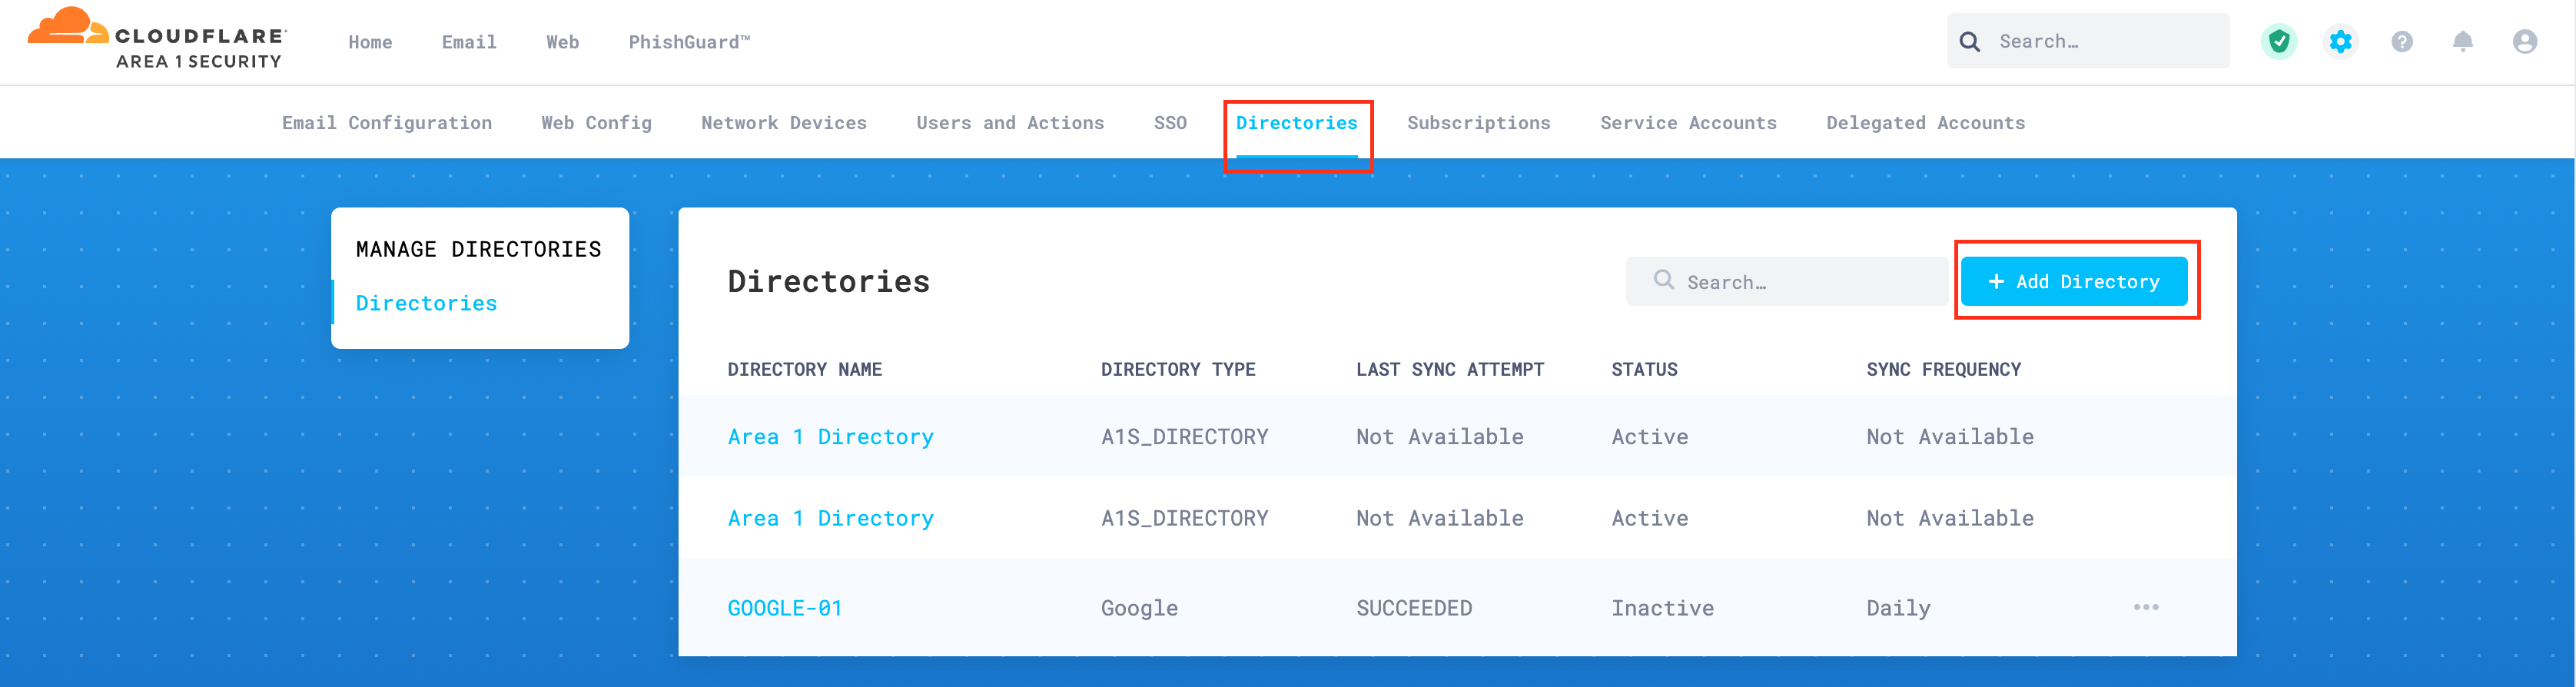 CLOUDFLARE
AREA 1 SECURITY
Home Email Web PhishGuard™
Search…
Email Configuration Web Config Network Devices Users and Actions SSO Directories Subscriptions Service Accounts Delegated Accounts
MANAGE DIRECTORIES
Directories
Directories
Search…
+ Add Directory
DIRECTORY NAME DIRECTORY TYPE LAST SYNC ATTEMPT STATUS SYNC FREQUENCY
Area 1 Directory A1S_DIRECTORY Not Available Active Not Available
Area 1 Directory A1S_DIRECTORY Not Available Active Not Available
GOOGLE-01 Google SUCCEEDED Inactive Daily